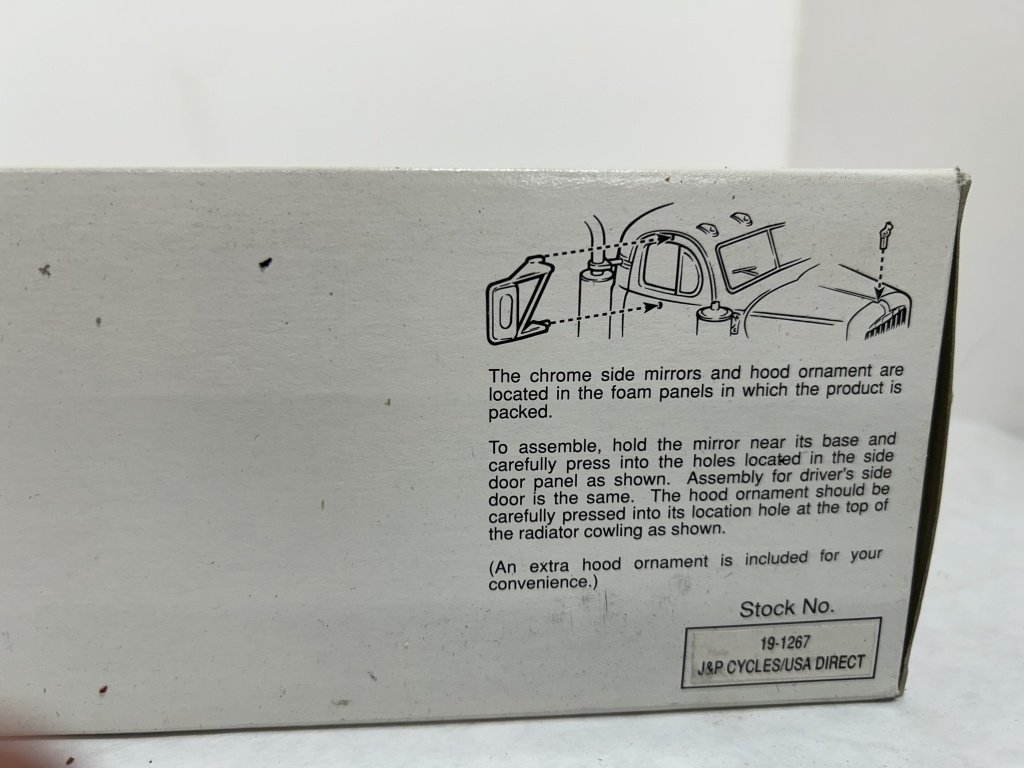 The chrome side mirrors and hood ornament are
located in the foam panels in which the product is
packed.
To assemble, hold the mirror near its base and
carefully press into the holes located in the side
door panel as shown. Assembly for driver's side
door is the same. The hood ornament should be
carefully pressed into its location hole at the top of
the radiator cowling as shown.
(An extra hood ornament is included for your
convenience.)
Stock No.
19-1267
J&P CYCLES/USA DIRECT